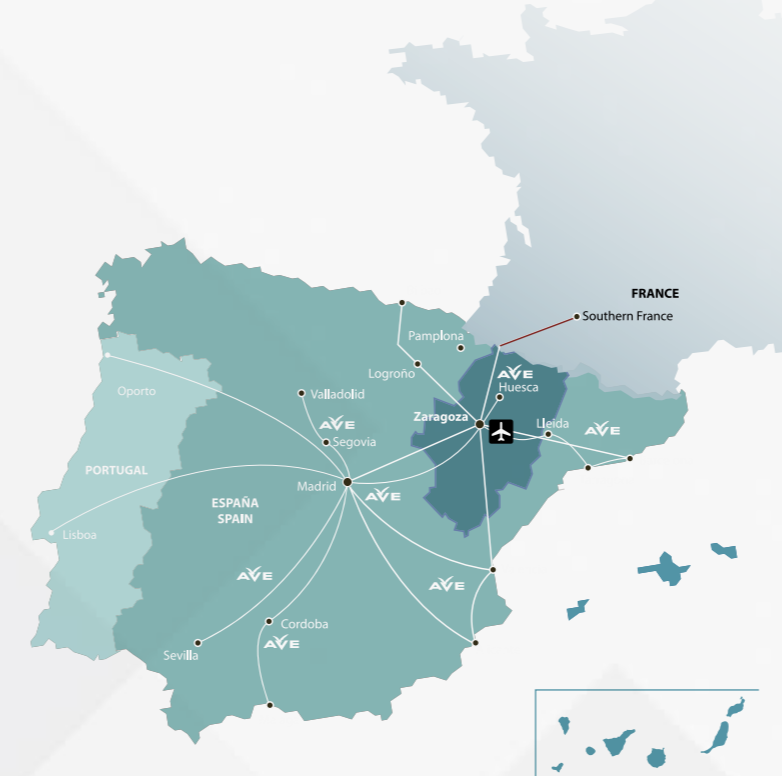 FRANCE
Southern France
Pamplona
Logroño
AVE
Huesca
Valladolid
Zaragoza
AVE
Lleida
AVE
Segovia
Oporto
PORTUGAL
Madrid
AVE
ESPAÑA
SPAIN
Lisboa
AVE
AVE
Cordoba
AVE
Sevilla